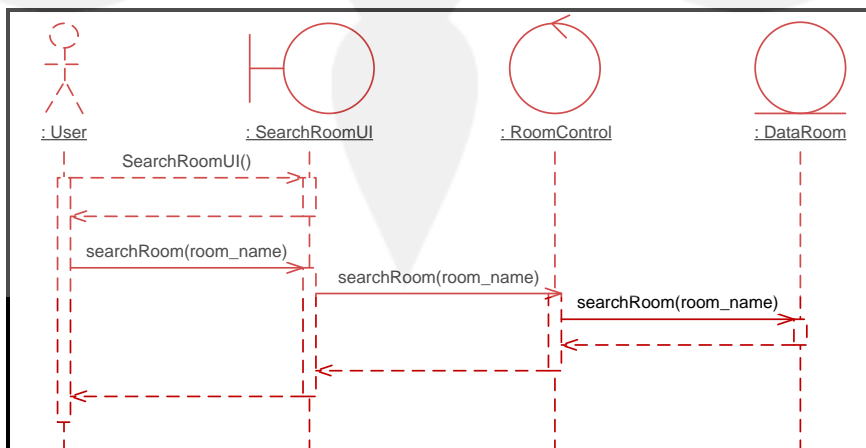 : User
: SearchRoomUI
: RoomControl
: DataRoom
SearchRoomUI()
searchRoom(room_name)
searchRoom(room_name)
searchRoom(room_name)